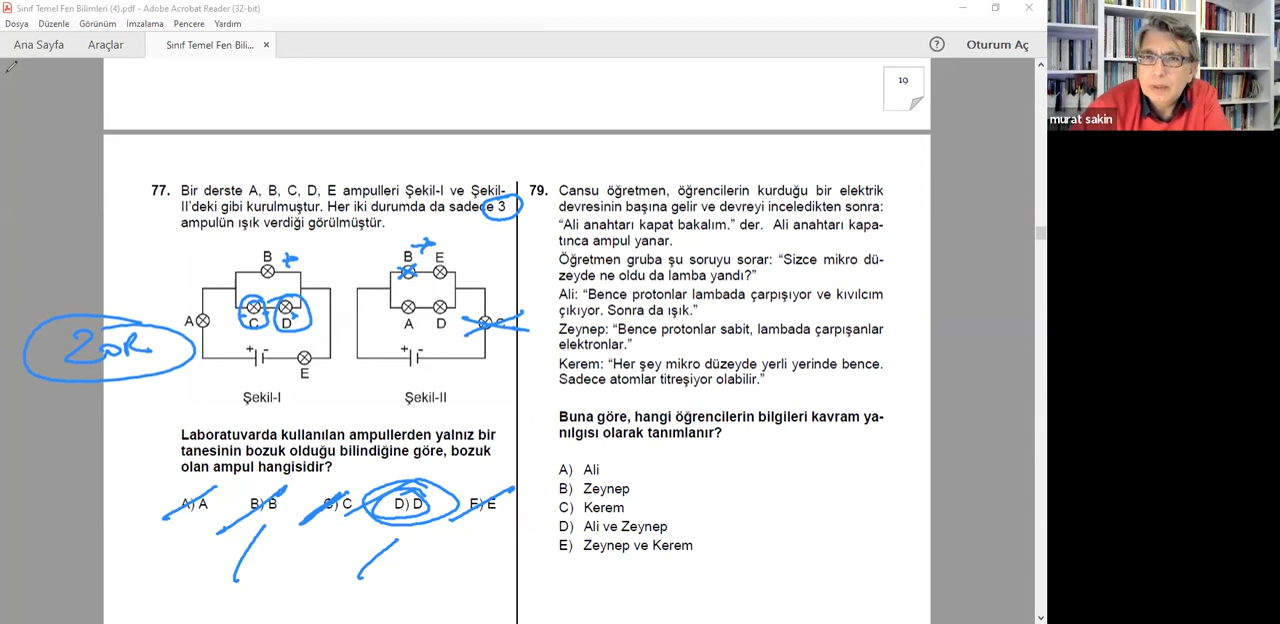 Sınıf Temel Fen Bilimleri (4).pdf - Adobe Acrobat Reader (32-bit)
Dosya Düzenle Görünüm İmzalama Pencere Yardım
Ana Sayfa Araçlar Sınıf Temel Fen Bili... × ? Oturum Aç
murat sakin
19
77. Bir derste A, B, C, D, E ampulleri Şekil-I ve Şekil-
II'deki gibi kurulmuştur. Her iki durumda da sadece 3
ampulün ışık verdiği görülmüştür.
B
A
C D
+ -
E
Şekil-I
B E
A D
+ -
Şekil-II
ZOR
Laboratuvarda kullanılan ampullerden yalnız bir
tanesinin bozuk olduğu bilindiğine göre, bozuk
olan ampul hangisidir?
A) A B) B C) C D) D E) E
79. Cansu öğretmen, öğrencilerin kurduğu bir elektrik
devresinin başına gelir ve devreyi inceledikten sonra:
“Ali anahtarı kapat bakalım.” der. Ali anahtarı kapa-
tınca ampul yanar.
Öğretmen gruba şu soruyu sorar: “Sizce mikro dü-
zeyde ne oldu da lamba yandı?”
Ali: “Bence protonlar lambada çarpışıyor ve kıvılcım
çıkıyor. Sonra da ışık.”
Zeynep: “Bence protonlar sabit, lambada çarpışanlar
elektronlar.”
Kerem: “Her şey mikro düzeyde yerli yerinde bence.
Sadece atomlar titreşiyor olabilir.”
Buna göre, hangi öğrencilerin bilgileri kavram ya-
nılgısı olarak tanımlanır?
A) Ali
B) Zeynep
C) Kerem
D) Ali ve Zeynep
E) Zeynep ve Kerem